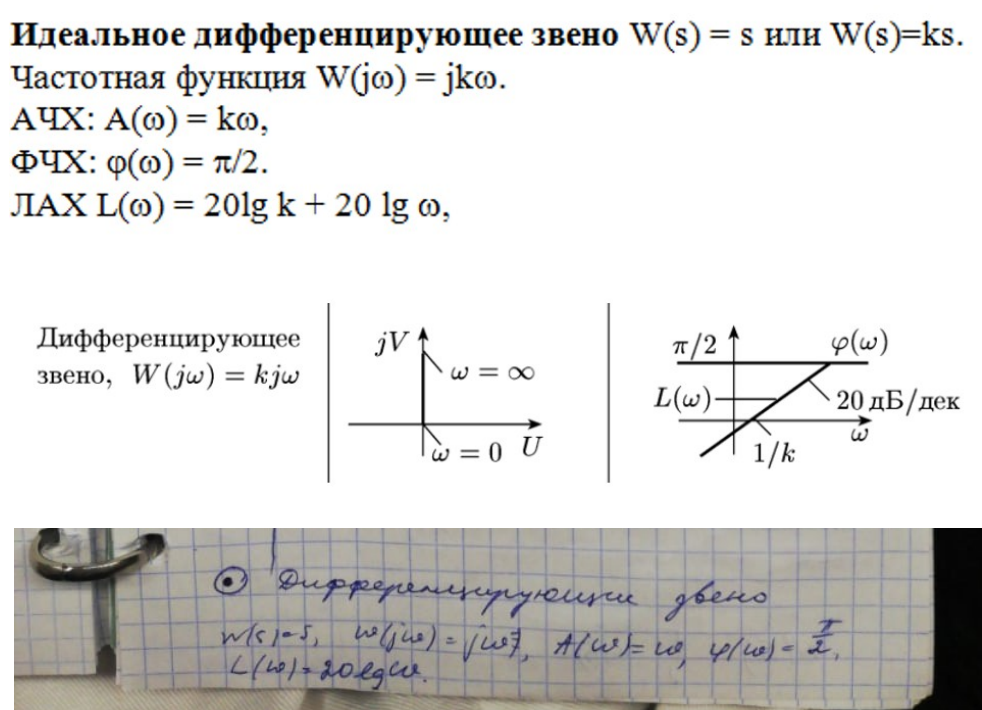 Идеальное дифференцирующее звено W(s) = s или W(s)=ks.
Частотная функция W(jω) = jkω.
АЧХ: A(ω) = kω,
ФЧХ: φ(ω) = π/2.
ЛАХ L(ω) = 20lg k + 20 lg ω,
Дифференцирующее
звено, W(jω) = kjω
jV
ω = ∞
ω = 0
U
π/2
φ(ω)
L(ω)
20 дБ/дек
ω
1/k
Дифференцирующее звено
W(s)=s, W(jω) = jω, A(ω)= ω, φ(ω) = π/2,
L(ω)= 20lgω.